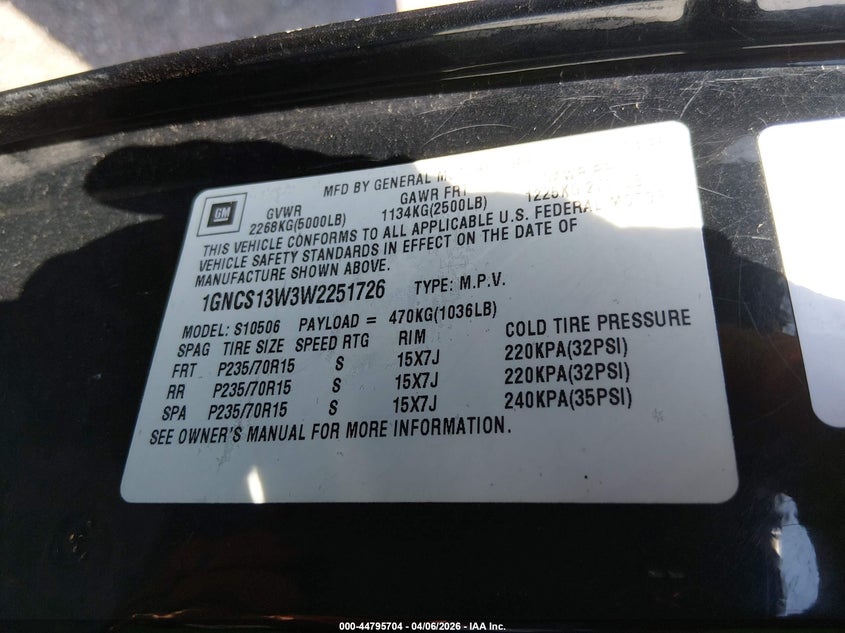 MFD BY GENERAL
GM
GVWR GAWR FRT
2268KG(5000LB) 1134KG(2500LB)
THIS VEHICLE CONFORMS TO ALL APPLICABLE U.S. FEDERAL MOTOR
VEHICLE SAFETY STANDARDS IN EFFECT ON THE DATE OF
MANUFACTURE SHOWN ABOVE.
1GNCS13W3W2251726 TYPE: M.P.V.
MODEL: S10506 PAYLOAD = 470KG(1036LB)
SPAG TIRE SIZE SPEED RTG RIM COLD TIRE PRESSURE
FRT P235/70R15 S 15X7J 220KPA(32PSI)
RR P235/70R15 S 15X7J 220KPA(32PSI)
SPA P235/70R15 S 15X7J 240KPA(35PSI)
SEE OWNER'S MANUAL FOR MORE INFORMATION.
000-44795704 - 04/06/2026 - IAA Inc.